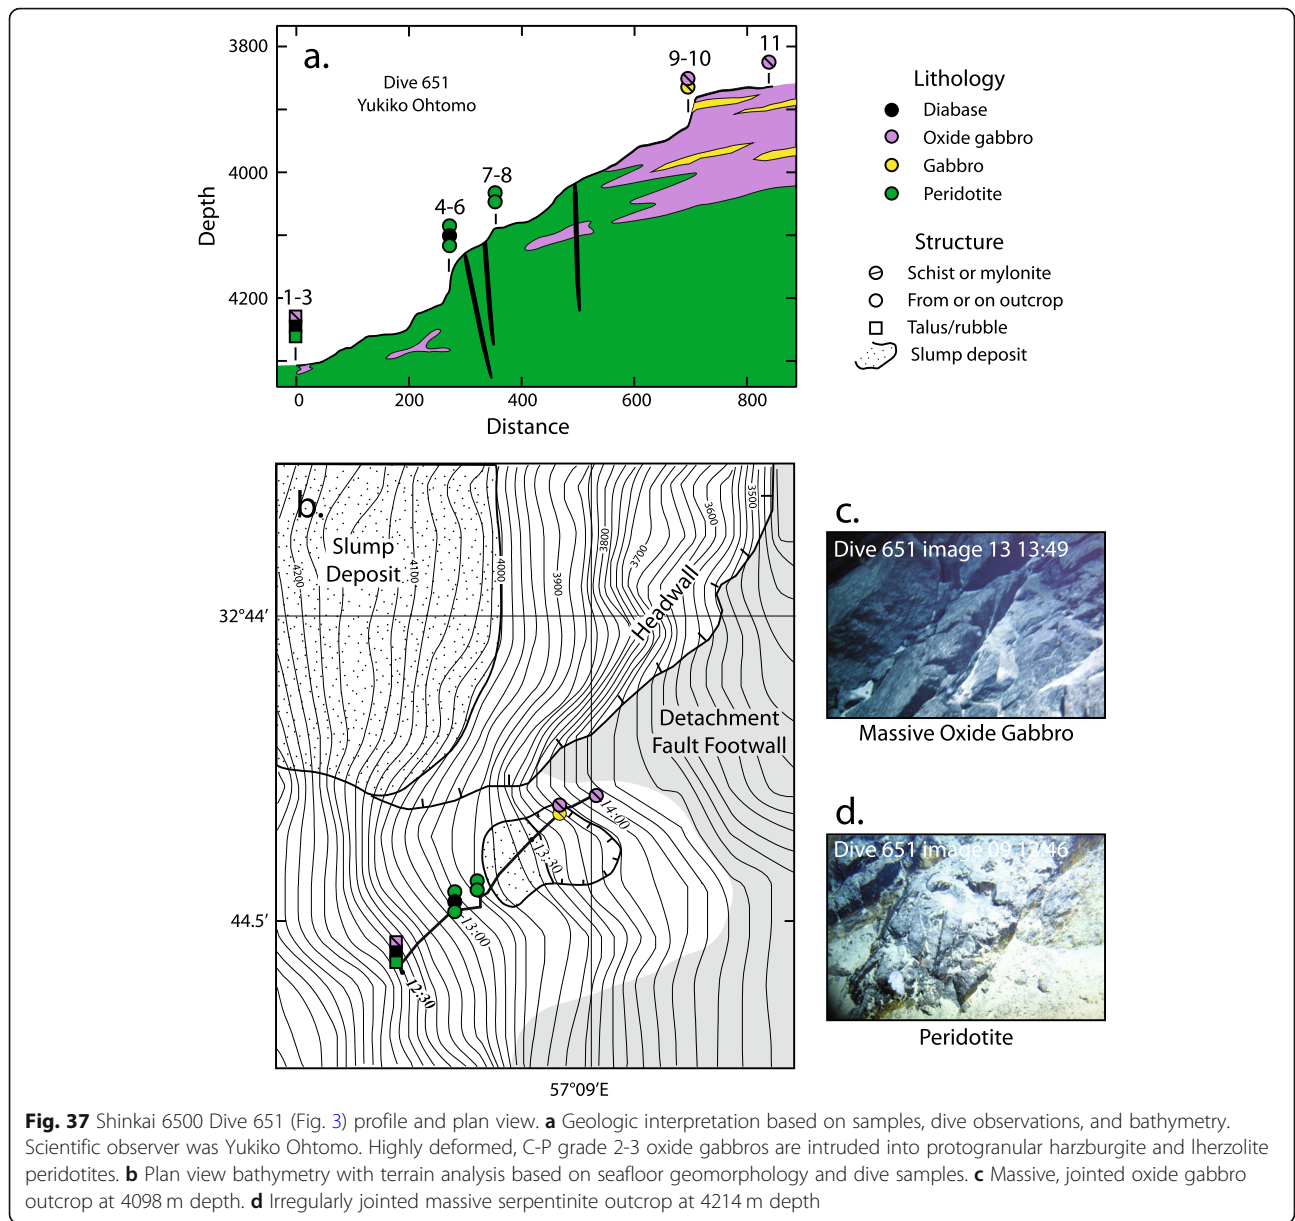 a.
Dive 651
Yukiko Ohtomo
3800
4000
4200
Depth
1-3
4-6
7-8
9-10
11
0
200
400
600
800
Distance
Lithology
Diabase
Oxide gabbro
Gabbro
Peridotite
Structure
Schist or mylonite
From or on outcrop
Talus/rubble
Slump deposit
b.
Slump
Deposit
4200
4100
4000
3900
3800
3700
3600
3500
Headwall
32°44′
Detachment
Fault Footwall
14:00
13:30
13:00
12:30
44.5′
57°09′E
c.
Dive 651 image 13 13:49
Massive Oxide Gabbro
d.
Dive 651 image 09
Peridotite
Fig. 37 Shinkai 6500 Dive 651 (Fig. 3) profile and plan view. a Geologic interpretation based on samples, dive observations, and bathymetry.
Scientific observer was Yukiko Ohtomo. Highly deformed, C-P grade 2-3 oxide gabbros are intruded into protogranular harzburgite and lherzolite
peridotites. b Plan view bathymetry with terrain analysis based on seafloor geomorphology and dive samples. c Massive, jointed oxide gabbro
outcrop at 4098 m depth. d Irregularly jointed massive serpentinite outcrop at 4214 m depth